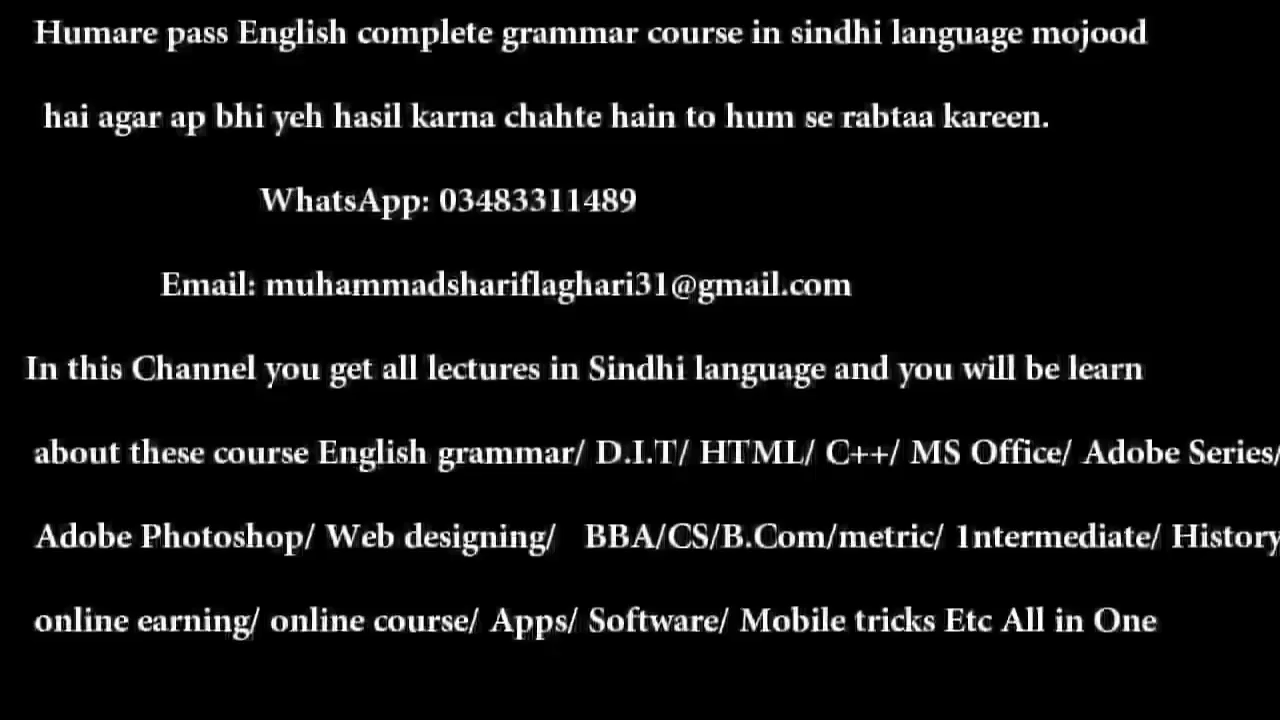 Humare pass English complete grammar course in sindhi language mojood
hai agar ap bhi yeh hasil karna chahte hain to hum se rabtaa kareen.
WhatsApp: 03483311489
Email: muhammadshariflaghari31@gmail.com
In this Channel you get all lectures in Sindhi language and you will be learn
about these course English grammar/ D.I.T/ HTML/ C++/ MS Office/ Adobe Series/
Adobe Photoshop/ Web designing/ BBA/CS/B.Com/metric/ 1ntermediate/ History
online earning/ online course/ Apps/ Software/ Mobile tricks Etc All in One